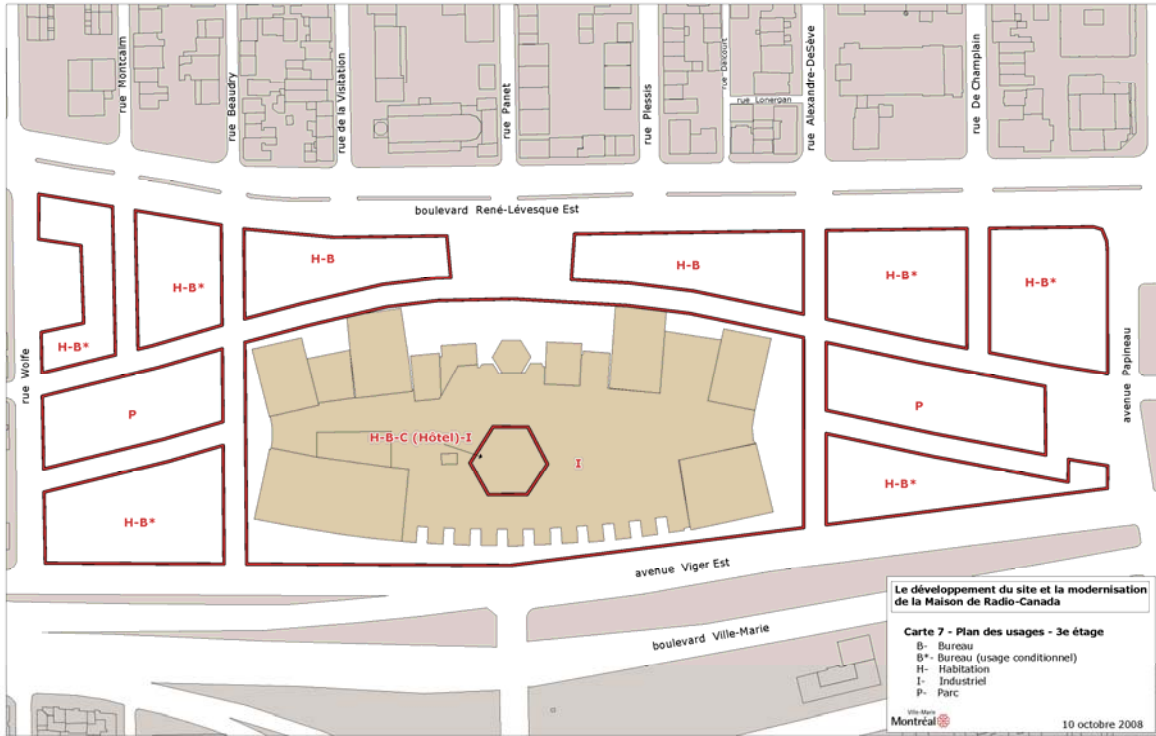 rue Montcalm
rue Beaudry
rue de la Visitation
rue Panet
rue Plessis
rue Dalcourt
rue Lonergan
rue Alexandre-DeSève
rue De Champlain
boulevard René-Lévesque Est
H-B*
H-B*
H-B
H-B
H-B*
H-B*
rue Wolfe
avenue Papineau
P
P
H-B-C (Hôtel)-I
I
H-B*
H-B*
avenue Viger Est
boulevard Ville-Marie
Le développement du site et la modernisation
de la Maison de Radio-Canada
Carte 7 - Plan des usages - 3e étage
B- Bureau
B*- Bureau (usage conditionnel)
H- Habitation
I- Industriel
P- Parc
Ville-Marie
Montréal
10 octobre 2008